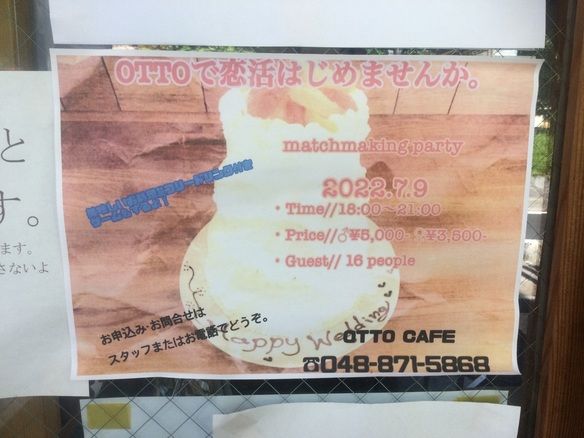 OTTOで恋活はじめませんか。
matchmaking party
2022.7.9
・Time//18:00~21:00
・Price//♂¥5,000- ¥3,500-
・Guest// 16 people
Happy Wedding
お申込み・お問合せは
スタッフまたはお電話でどうぞ。
OTTO CAFE
☎048-871-5868
と
す。
ます。
さないよ